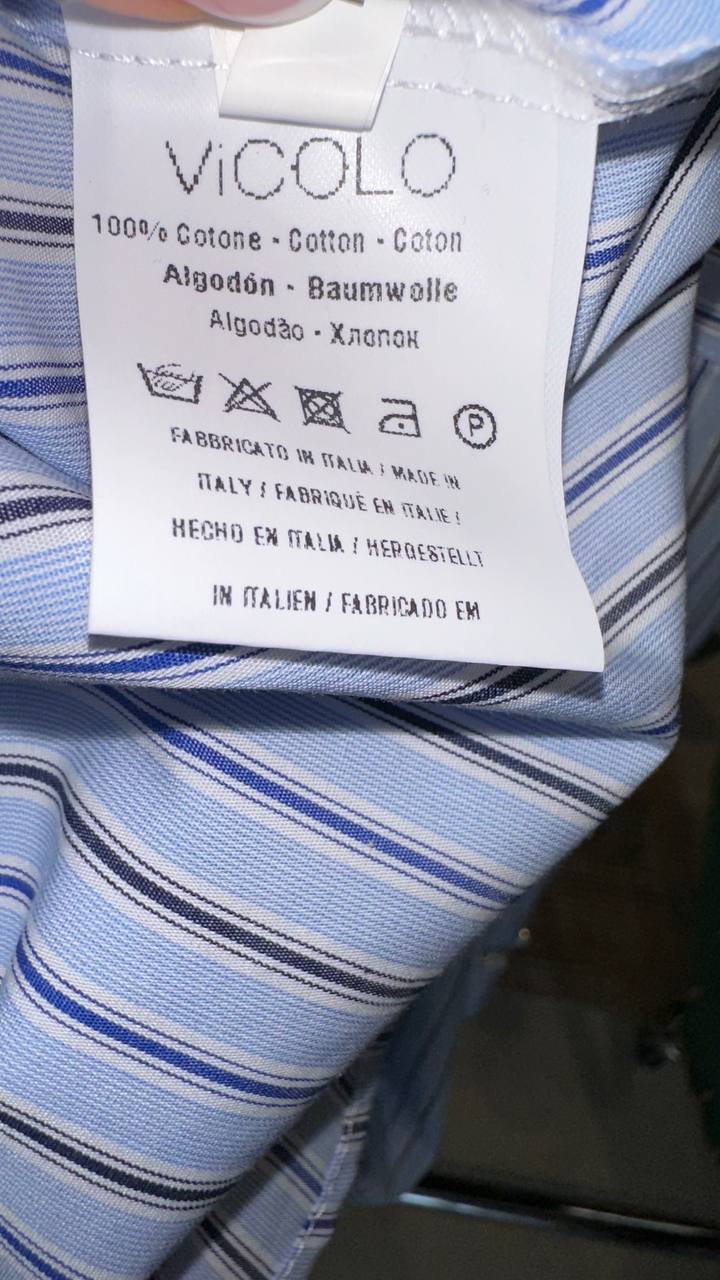 ViCOLO
100% Cotone - Cotton - Coton
Algodón - Baumwolle
Algodão - Хлопок
P
FABBRICATO IN ITALIA / MADE IN
ITALY / FABRIQUÉ EN ITALIE /
HECHO EN ITALIA / HERGESTELLT
IN ITALIEN / FABRICADO EM